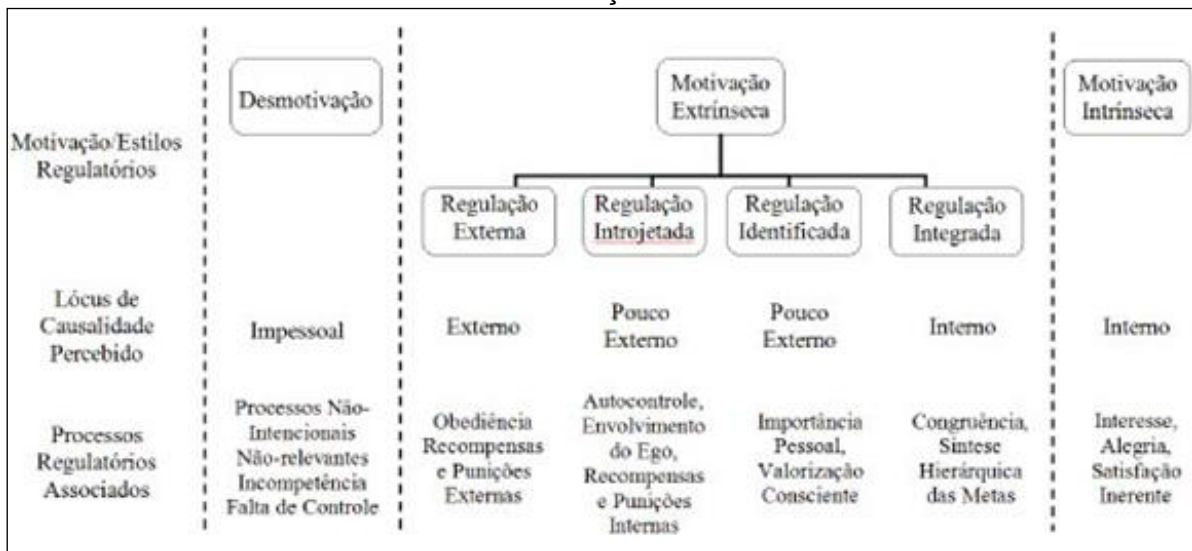 Motivação/Estilos
Regulatórios
Desmotivação
Motivação
Extrínseca
Motivação
Intrínseca
Regulação
Externa
Regulação
Introjetada
Regulação
Identificada
Regulação
Integrada
Lócus de
Causalidade
Percebido
Impessoal
Externo
Pouco
Externo
Pouco
Externo
Interno
Interno
Processos
Regulatórios
Associados
Processos Não-
Intencionais
Não-relevantes
Incompetência
Falta de Controle
Obediência
Recompensas
e Punições
Externas
Autocontrole,
Envolvimento
do Ego,
Recompensas
e Punições
Internas
Importância
Pessoal,
Valorização
Consciente
Congruência,
Síntese
Hierárquica
das Metas
Interesse,
Alegria,
Satisfação
Inerente